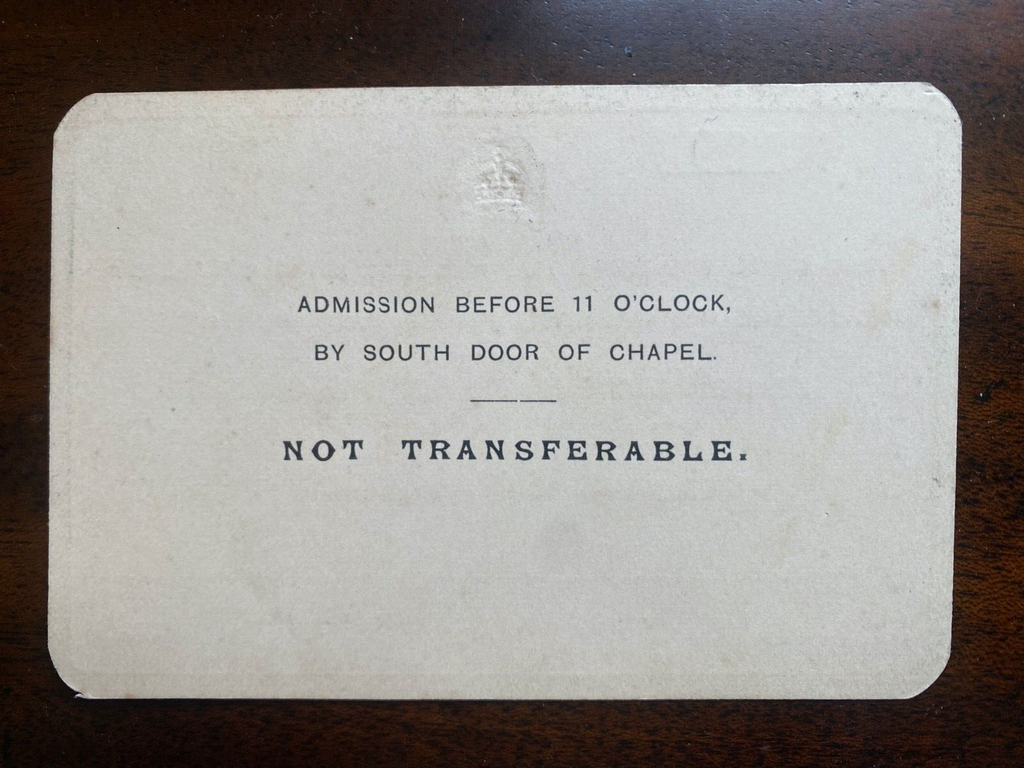 ADMISSION BEFORE 11 O'CLOCK,
BY SOUTH DOOR OF CHAPEL.
NOT TRANSFERABLE.